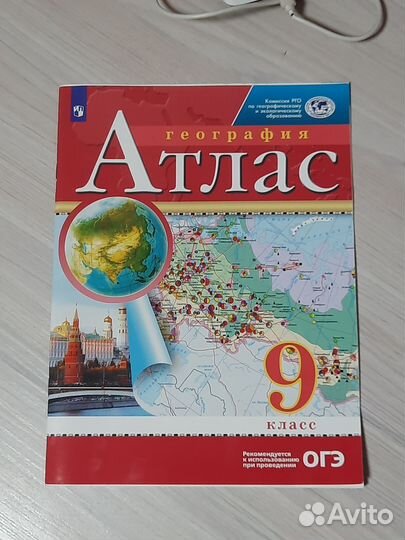 Комиссия РГО
по географическому
и экологическому
образованию
география
Атлас
9
класс
Рекомендуется
к использованию
при проведении
ОГЭ
Avito